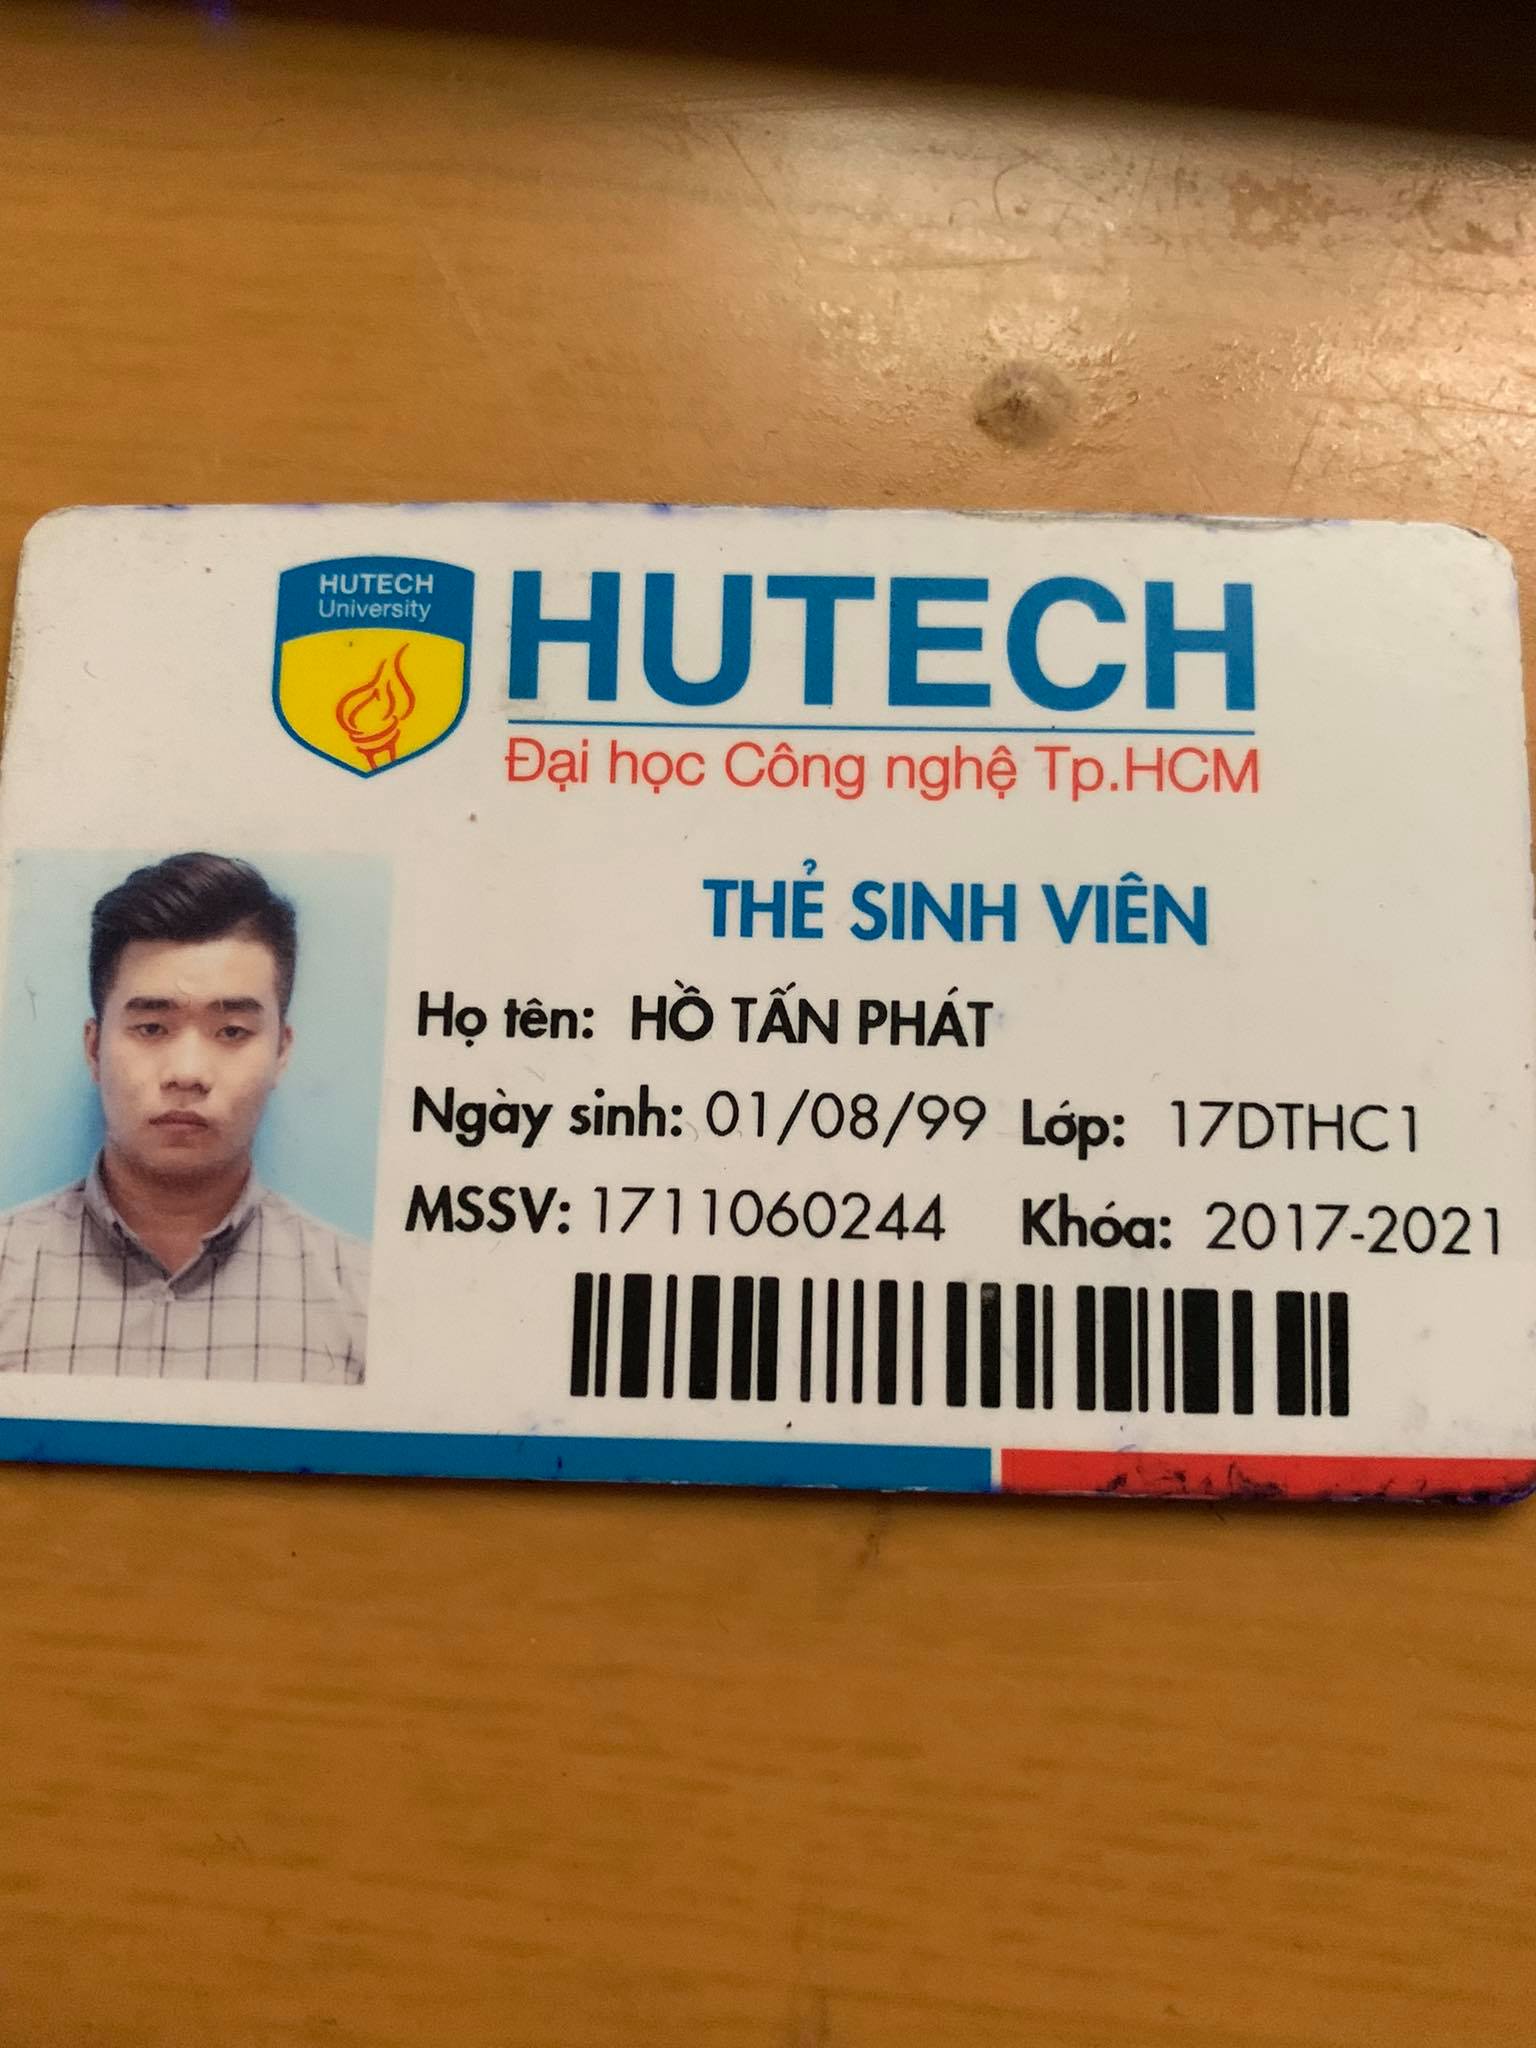 HUTECH
University
HUTECH
Đại học Công nghệ Tp.HCM
THẺ SINH VIÊN
Họ tên: HỒ TẤN PHÁT
Ngày sinh: 01/08/99 Lớp: 17DTHC1
MSSV: 1711060244 Khóa: 2017-2021